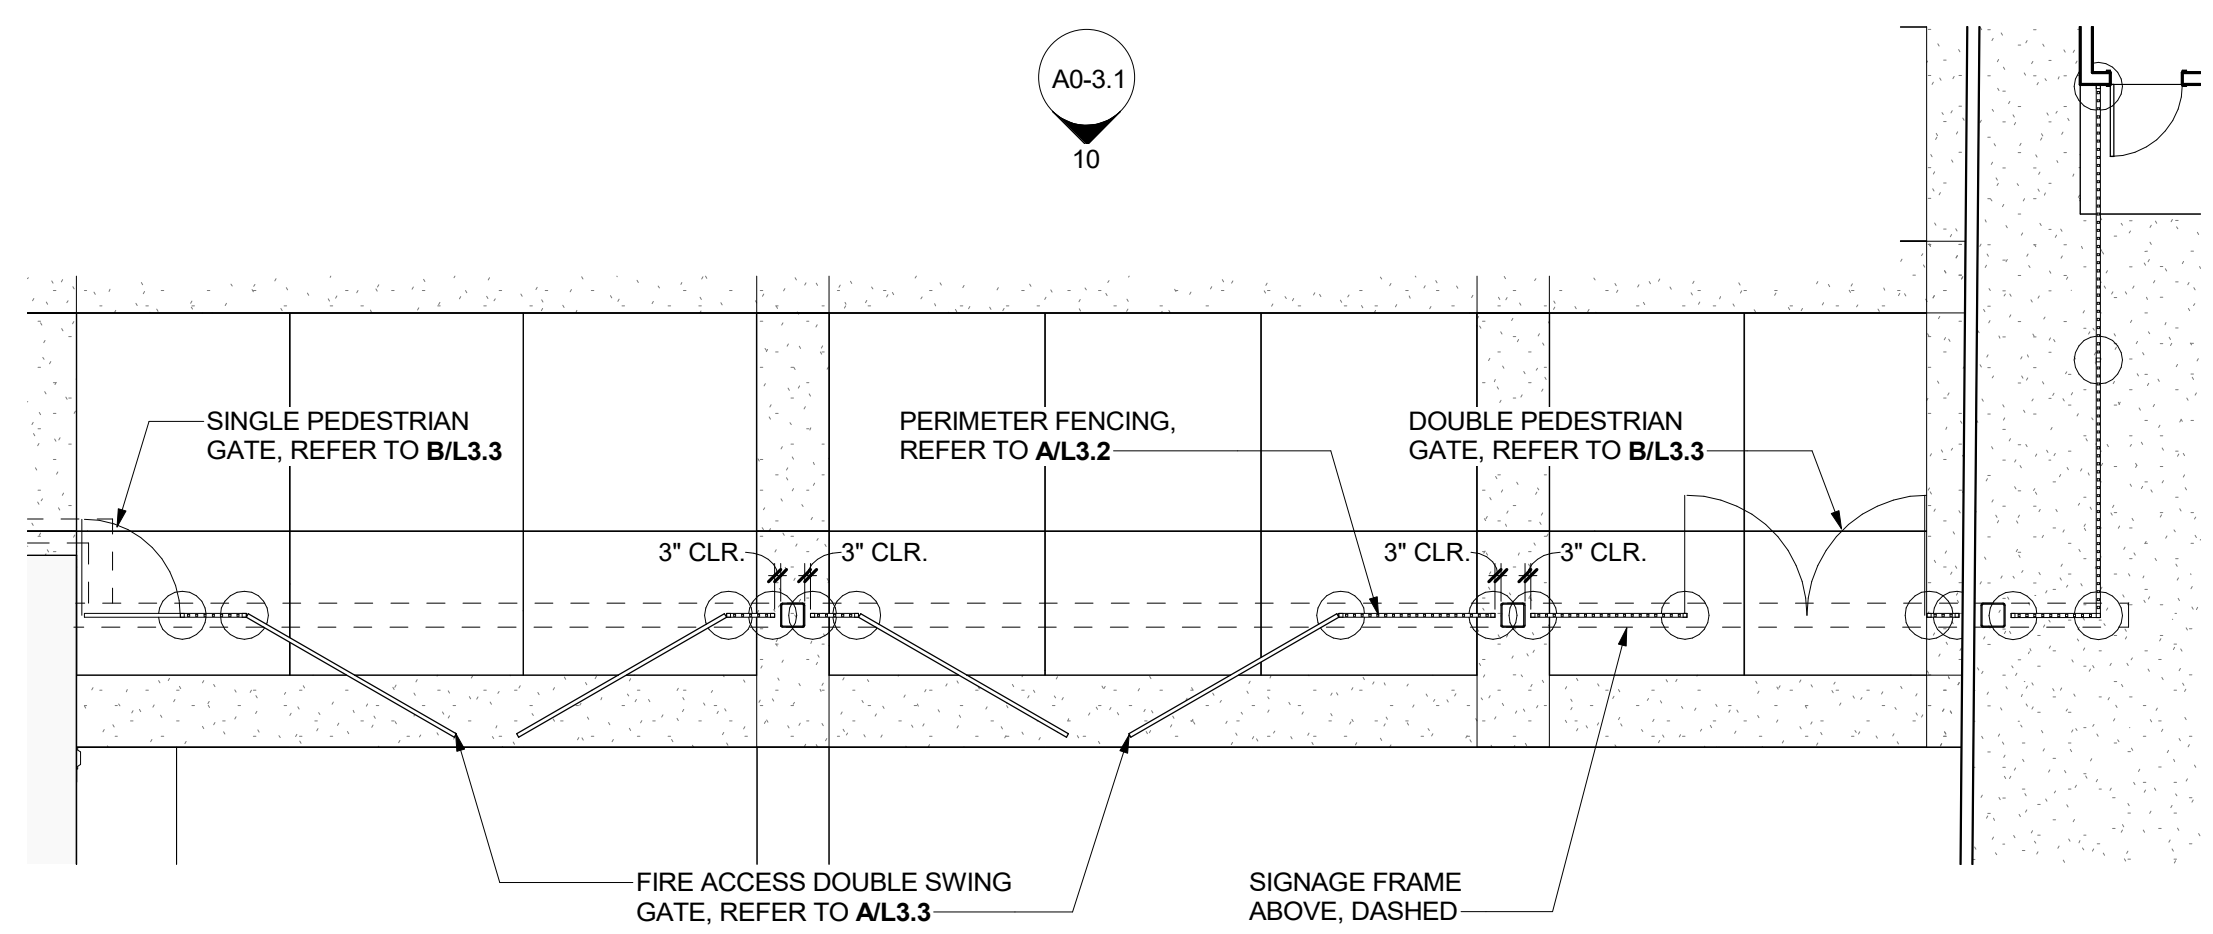 A0-3.1
10
SINGLE PEDESTRIAN
GATE, REFER TO B/L3.3
PERIMETER FENCING,
REFER TO A/L3.2
DOUBLE PEDESTRIAN
GATE, REFER TO B/L3.3
3" CLR.
3" CLR.
3" CLR.
3" CLR.
FIRE ACCESS DOUBLE SWING
GATE, REFER TO A/L3.3
SIGNAGE FRAME
ABOVE, DASHED